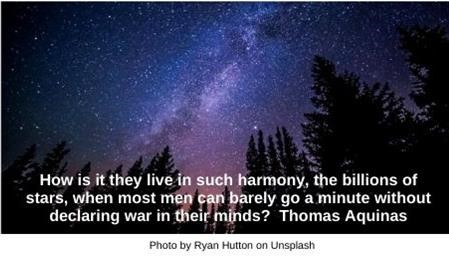 How is it they live in such harmony, the billions of
stars, when most men can barely go a minute without
declaring war in their minds?  Thomas Aquinas
Photo by Ryan Hutton on Unsplash